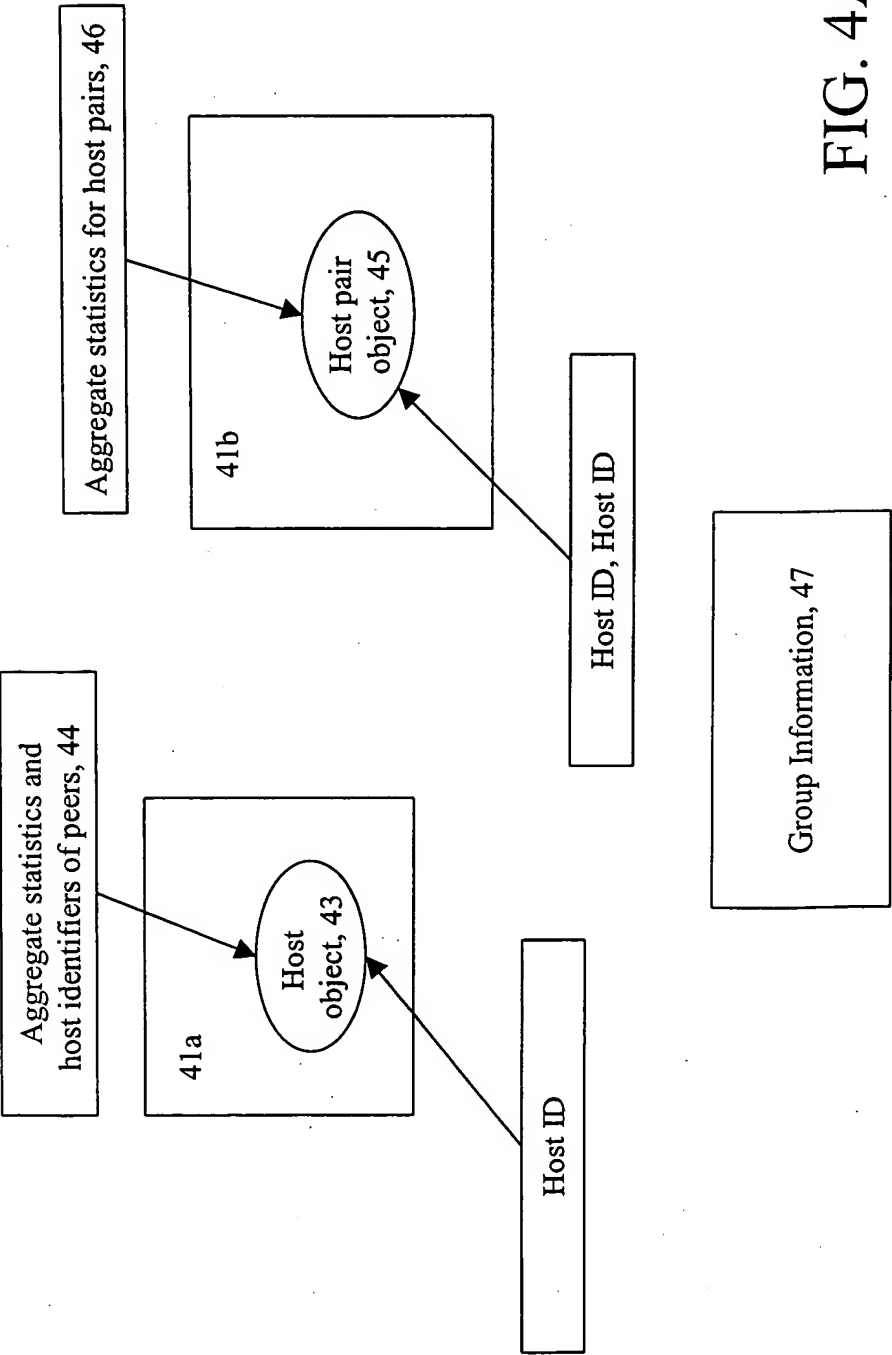 Aggregate statistics and
host identifiers of peers, 44
41a
Host
object, 43
Host ID
Aggregate statistics for host pairs, 46
41b
Host pair
object, 45
Host ID, Host ID
Group Information, 47
FIG. 4A